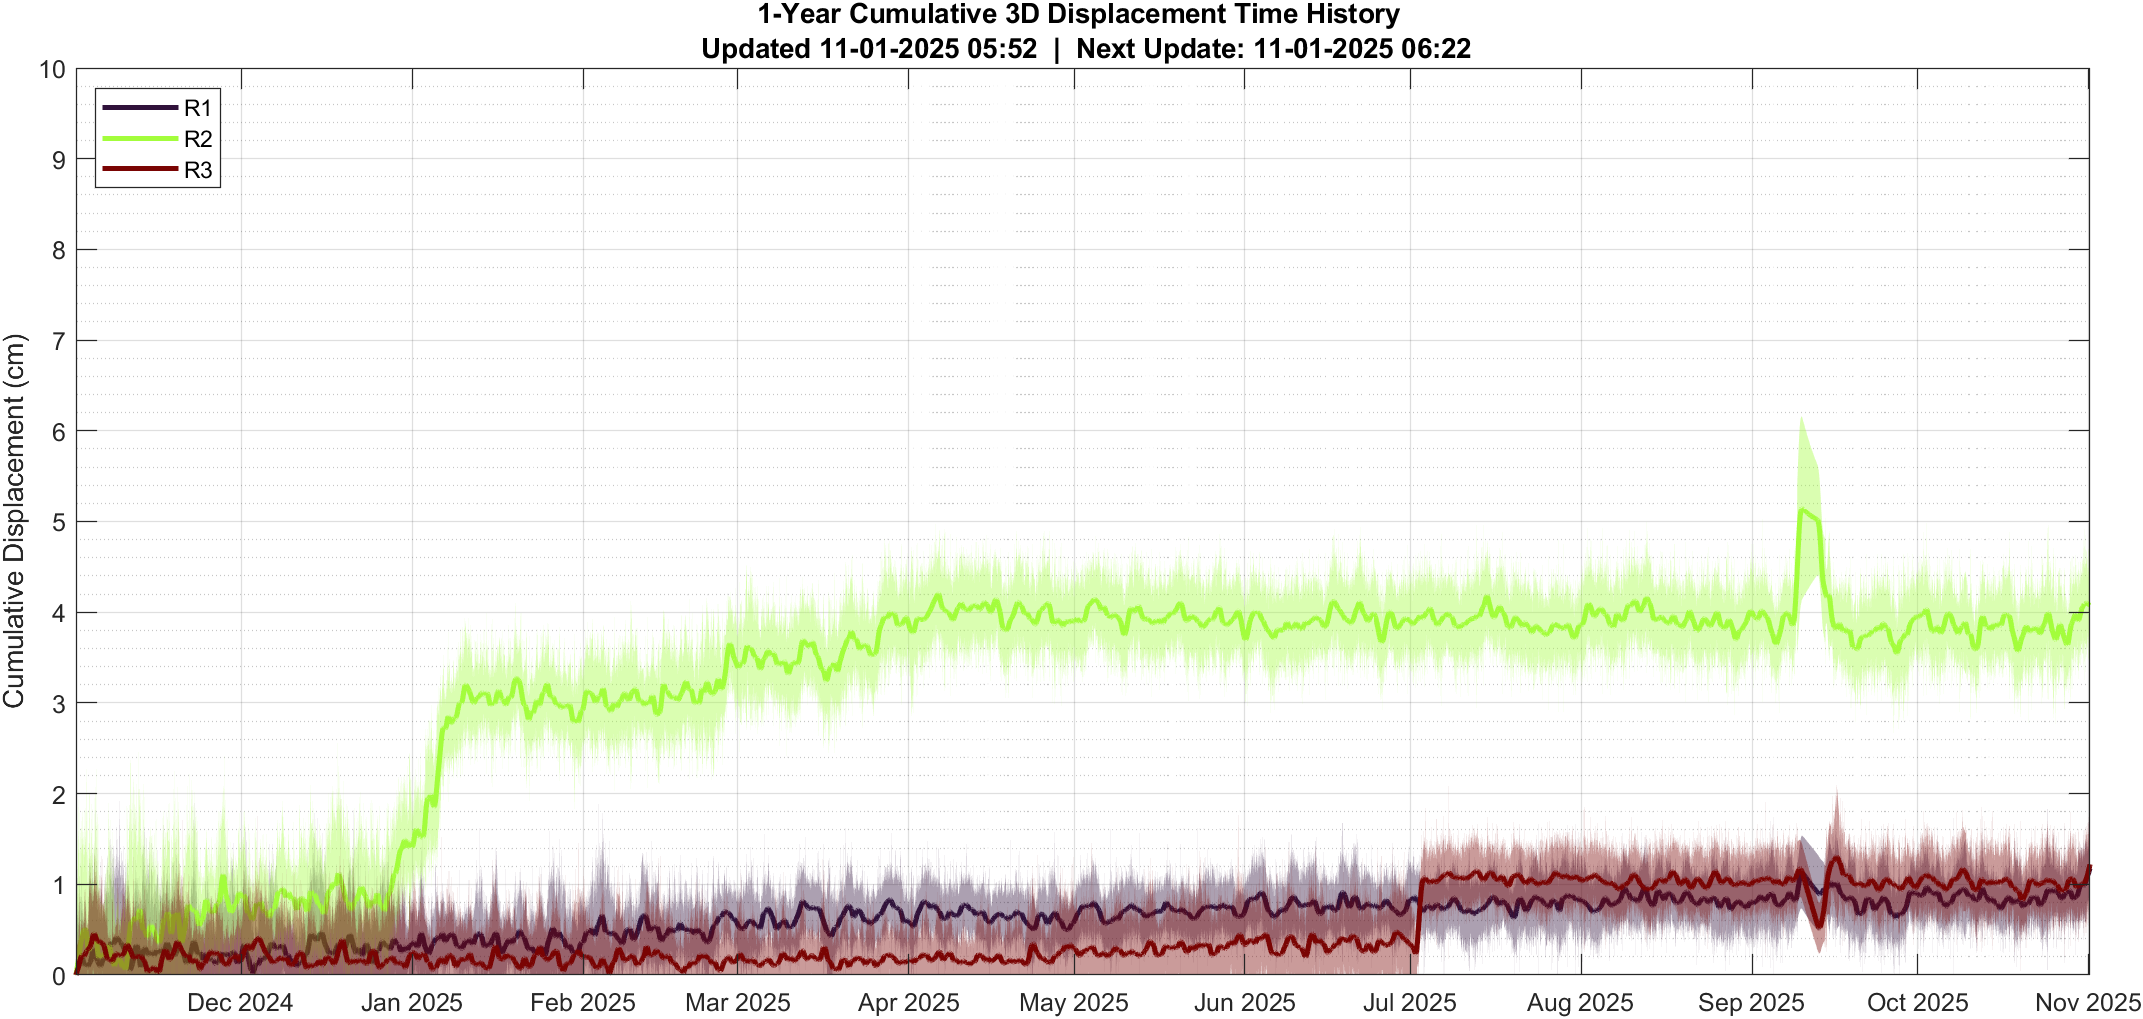 1-Year Cumulative 3D Displacement Time History
Updated 11-01-2025 05:52 | Next Update: 11-01-2025 06:22
10
9
8
7
6
5
4
3
2
1
0
Cumulative Displacement (cm)
R1
R2
R3
Dec 2024 Jan 2025 Feb 2025 Mar 2025 Apr 2025 May 2025 Jun 2025 Jul 2025 Aug 2025 Sep 2025 Oct 2025 Nov 2025